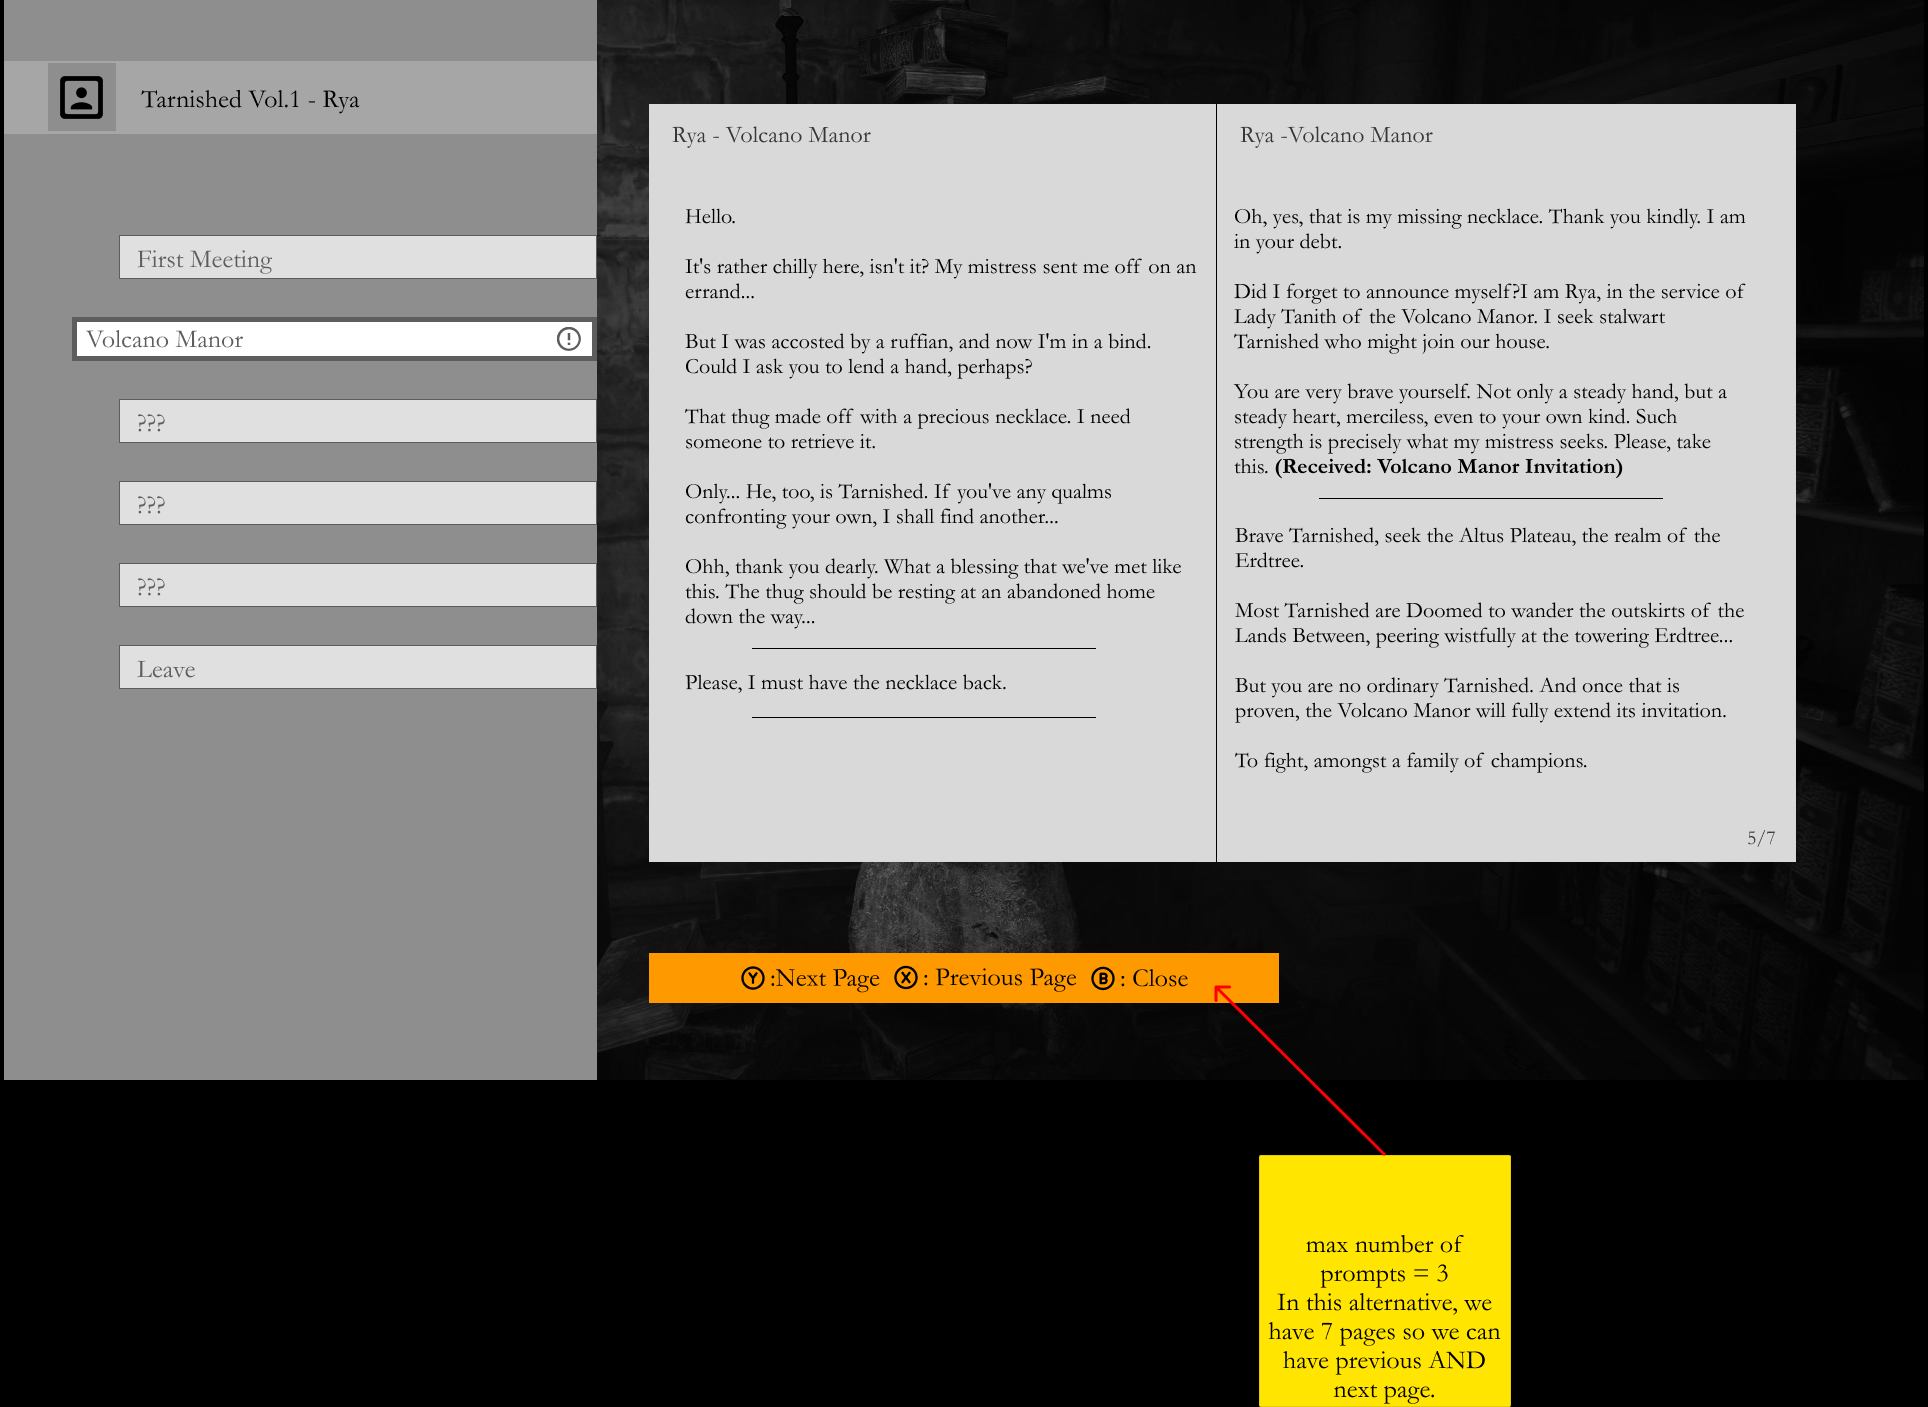 Tarnished Vol.1 - Rya
First Meeting
Volcano Manor
???
???
???
Leave
Rya - Volcano Manor
Hello.
It's rather chilly here, isn't it? My mistress sent me off on an
errand...
But I was accosted by a ruffian, and now I'm in a bind.
Could I ask you to lend a hand, perhaps?
That thug made off with a precious necklace. I need
someone to retrieve it.
Only... He, too, is Tarnished. If you've any qualms
confronting your own, I shall find another...
Ohh, thank you dearly. What a blessing that we've met like
this. The thug should be resting at an abandoned home
down the way...
Please, I must have the necklace back.
Rya -Volcano Manor
Oh, yes, that is my missing necklace. Thank you kindly. I am
in your debt.
Did I forget to announce myself?I am Rya, in the service of
Lady Tanith of the Volcano Manor. I seek stalwart
Tarnished who might join our house.
You are very brave yourself. Not only a steady hand, but a
steady heart, merciless, even to your own kind. Such
strength is precisely what my mistress seeks. Please, take
this. (Received: Volcano Manor Invitation)
Brave Tarnished, seek the Altus Plateau, the realm of the
Erdtree.
Most Tarnished are Doomed to wander the outskirts of the
Lands Between, peering wistfully at the towering Erdtree...
But you are no ordinary Tarnished. And once that is
proven, the Volcano Manor will fully extend its invitation.
To fight, amongst a family of champions.
5/7
Y :Next Page X : Previous Page B : Close
max number of
prompts = 3
In this alternative, we
have 7 pages so we can
have previous AND
next page.